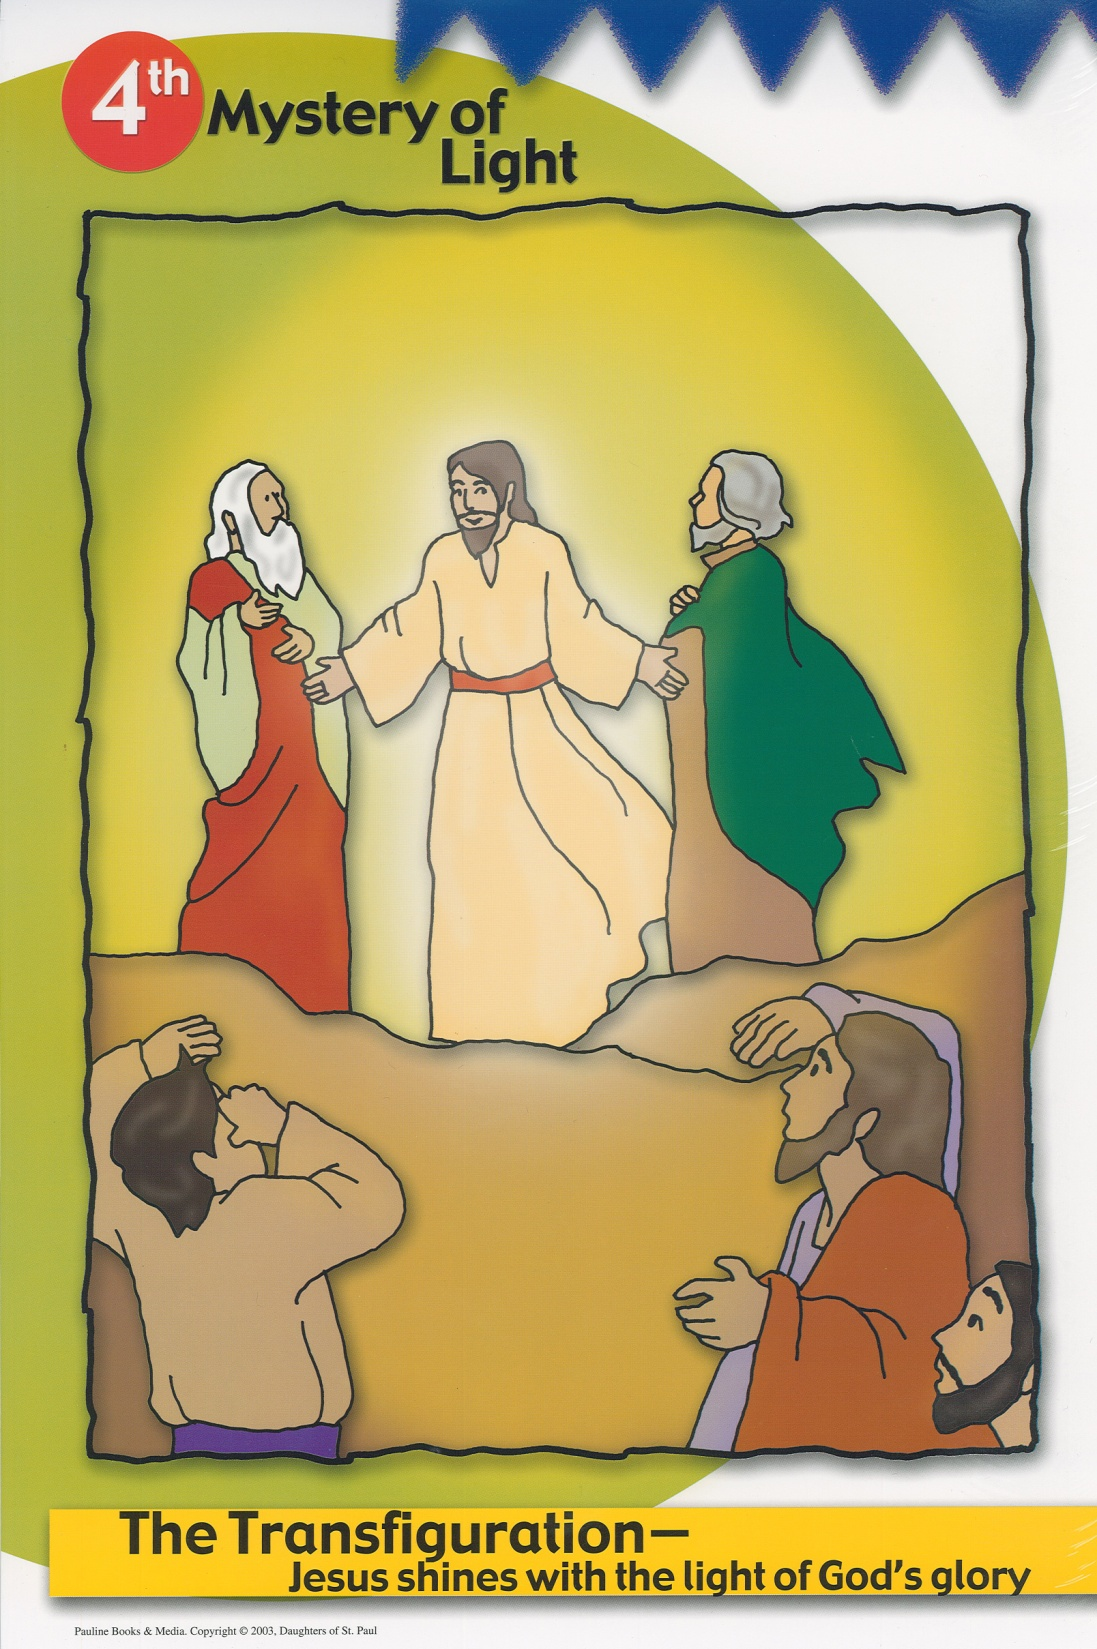 4th Mystery of
Light
The Transfiguration—
Jesus shines with the light of God's glory
Pauline Books & Media. Copyright © 2003, Daughters of St. Paul